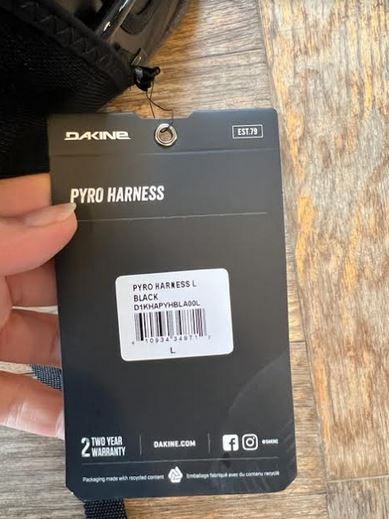 DAKINE EST.79
PYRO HARNESS
PYRO HARNESS L
BLACK
D1KHAPYHBLA00L
L
2 TWO YEAR
WARRANTY
DAKINE.COM
@DAKINE
Packaging made with recycled content
Emballage fabriqué avec du contenu recyclé